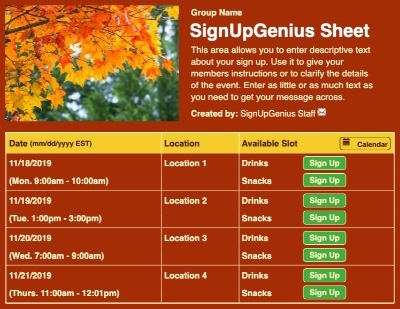 Group Name
SignUpGenius Sheet
This area allows you to enter descriptive text
about your sign up. Use it to give your
members instructions or to clarify the details
of the event. Enter as little or as much text as
you need to get your message across.
Created by: SignUpGenius Staff
Date (mm/dd/yyyy EST) Location Available Slot Calendar
11/18/2019 Location 1 Drinks Sign Up
(Mon. 9:00am - 10:00am) Snacks Sign Up
11/19/2019 Location 2 Drinks Sign Up
(Tue. 1:00pm - 3:00pm) Snacks Sign Up
11/20/2019 Location 3 Drinks Sign Up
(Wed. 7:00am - 9:00am) Snacks Sign Up
11/21/2019 Location 4 Drinks Sign Up
(Thurs. 11:00am - 12:01pm) Snacks Sign Up